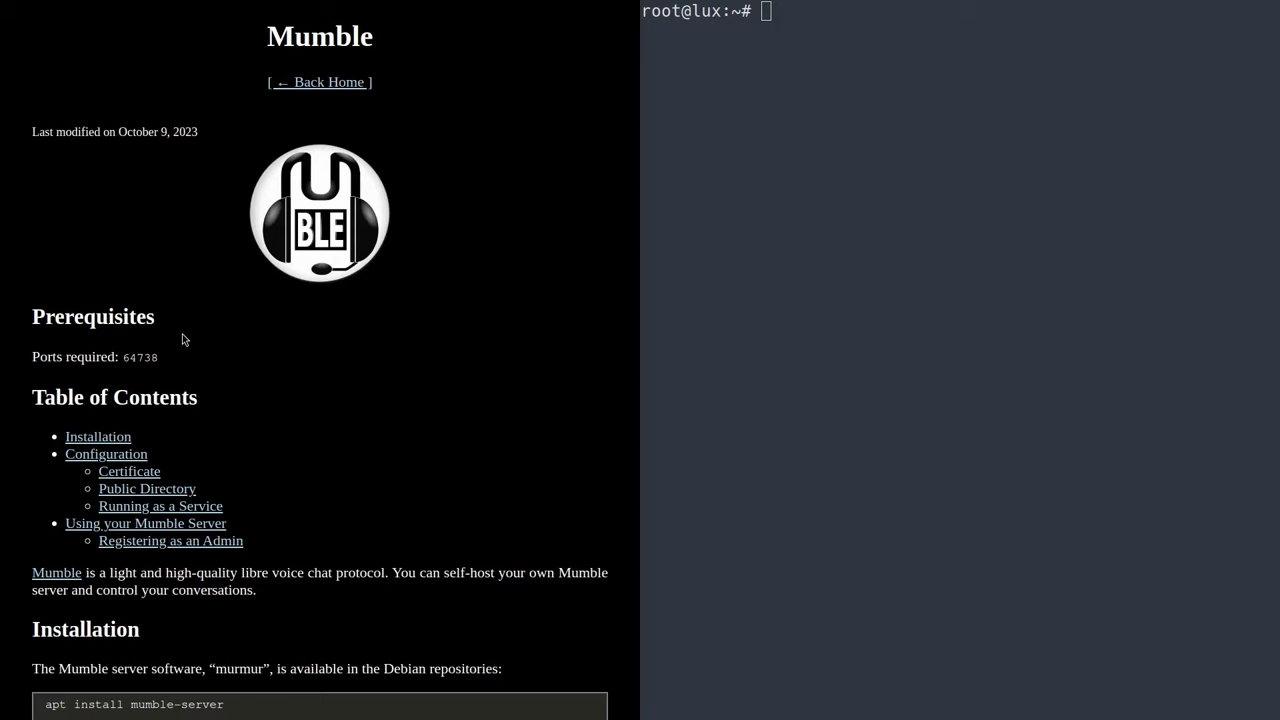 Mumble
[ ← Back Home ]
Last modified on October 9, 2023
BLE
Prerequisites
Ports required: 64738
Table of Contents
• Installation
• Configuration
◦ Certificate
◦ Public Directory
◦ Running as a Service
• Using your Mumble Server
◦ Registering as an Admin
Mumble is a light and high-quality libre voice chat protocol. You can self-host your own Mumble
server and control your conversations.
Installation
The Mumble server software, “murmur”, is available in the Debian repositories:
apt install mumble-server
root@lux:~#